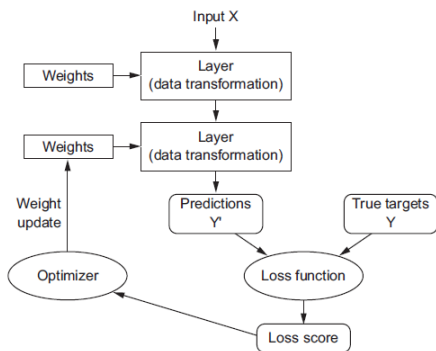 Input X
Weights
Layer
(data transformation)
Weights
Layer
(data transformation)
Weight
update
Predictions
Y'
True targets
Y
Optimizer
Loss function
Loss score